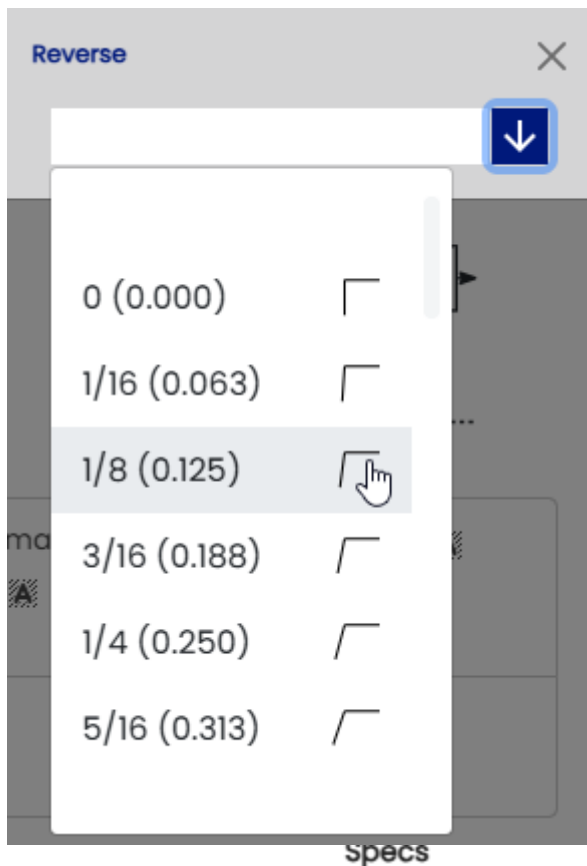 Reverse
0 (0.000)
1/16 (0.063)
1/8 (0.125)
...
3/16 (0.188)
ma
A
1/4 (0.250)
5/16 (0.313)
Specs